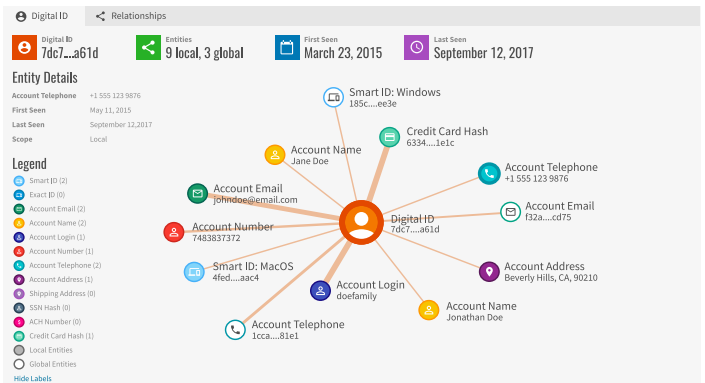 Digital ID
Relationships
Digital ID
7dc7....a61d
Entities
9 local, 3 global
First Seen
March 23, 2015
Last Seen
September 12, 2017
Entity Details
Account Telephone +1 555 123 9876
First Seen May 11, 2015
Last Seen September 12,2017
Scope Local
Legend
Smart ID (2)
Exact ID (0)
Account Email (2)
Account Name (2)
Account Login (1)
Account Number (1)
Account Telephone (2)
Account Address (1)
Shipping Address (0)
SSN Hash (0)
ACH Number (0)
Credit Card Hash (1)
Local Entities
Global Entities
Hide Labels
Smart ID: Windows
185c....ee3e
Credit Card Hash
6334....1e1c
Account Name
Jane Doe
Account Telephone
+1 555 123 9876
Account Email
johndoe@email.com
Account Email
f32a....cd75
Account Number
7483837372
Digital ID
7dc7....a61d
Smart ID: MacOS
4fed....aac4
Account Address
Beverly Hills, CA, 90210
Account Login
doefamily
Account Name
Jonathan Doe
Account Telephone
1cca....81e1